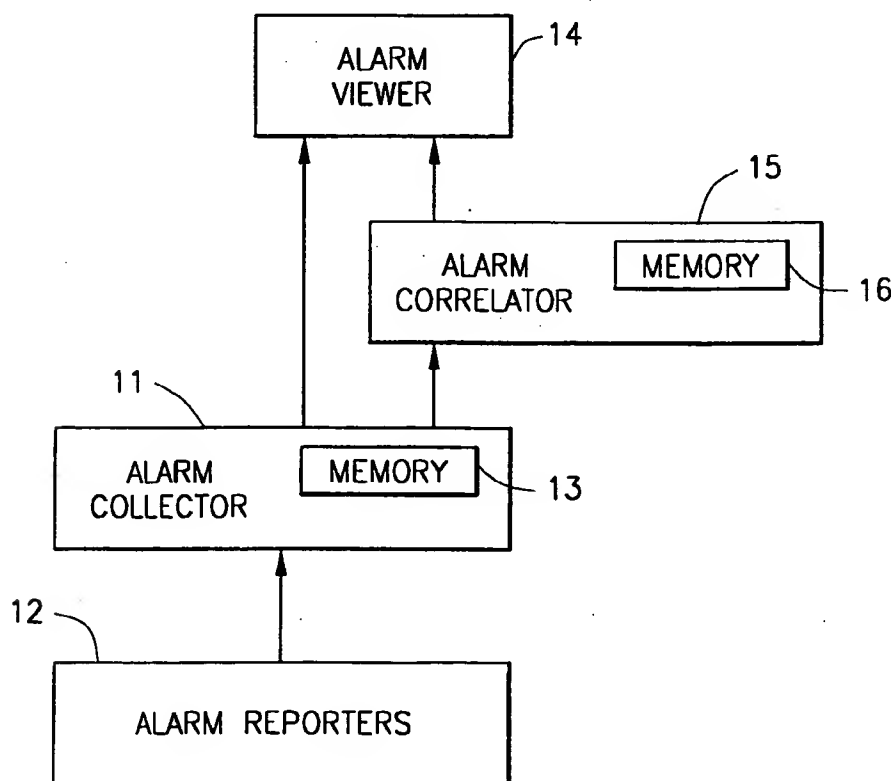 14
ALARM
VIEWER
15
ALARM
CORRELATOR
MEMORY
16
11
ALARM
COLLECTOR
MEMORY
13
12
ALARM REPORTERS